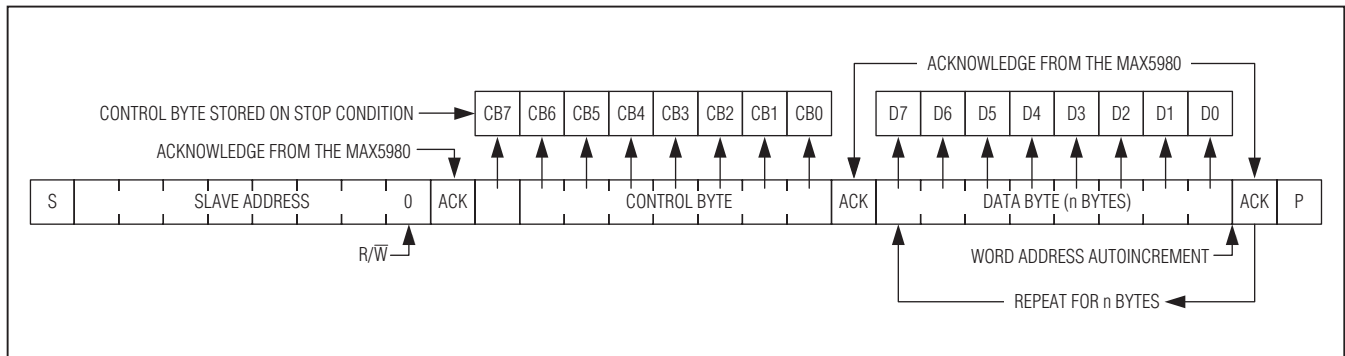 ACKNOWLEDGE FROM THE MAX5980
CONTROL BYTE STORED ON STOP CONDITION CB7 CB6 CB5 CB4 CB3 CB2 CB1 CB0 D7 D6 D5 D4 D3 D2 D1 D0
ACKNOWLEDGE FROM THE MAX5980
S SLAVE ADDRESS 0 ACK CONTROL BYTE ACK DATA BYTE (n BYTES) ACK P
R/W̅ WORD ADDRESS AUTOINCREMENT
REPEAT FOR n BYTES